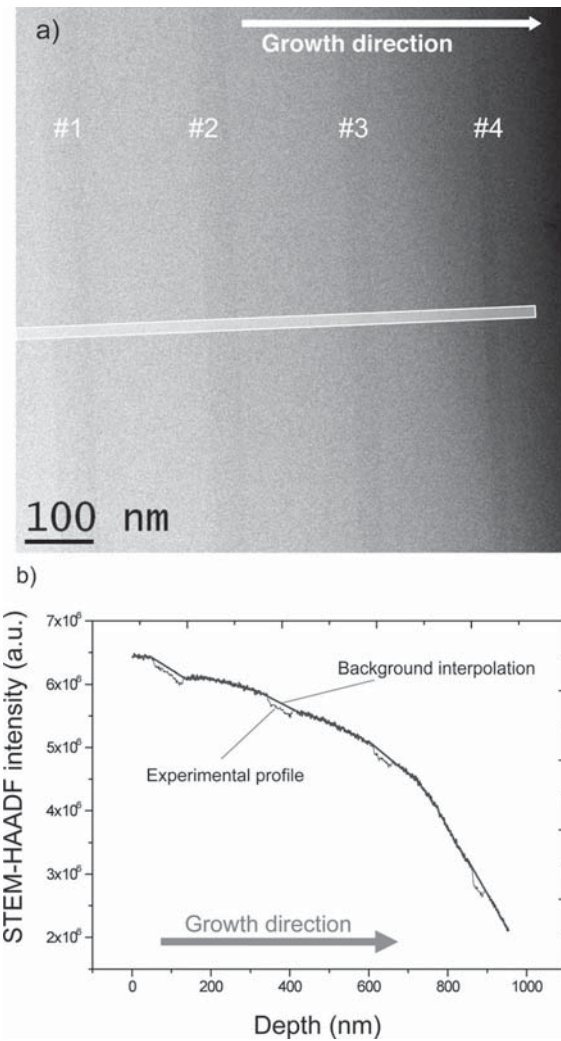 a)
Growth direction
#1 #2 #3 #4
100 nm
b)
STEM-HAADF intensity (a.u.)
7x10⁶
6x10⁶
5x10⁶
4x10⁶
3x10⁶
2x10⁶
Background interpolation
Experimental profile
Growth direction
0 200 400 600 800 1000
Depth (nm)